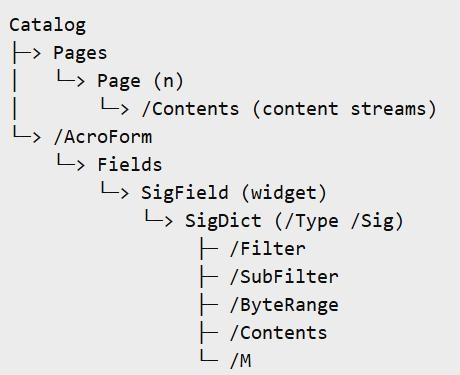 Catalog
├─> Pages
│   └─> Page (n)
│       └─> /Contents (content streams)
└─> /AcroForm
    └─> Fields
        └─> SigField (widget)
            └─> SigDict (/Type /Sig)
                ├─ /Filter
                ├─ /SubFilter
                ├─ /ByteRange
                ├─ /Contents
                └─ /M